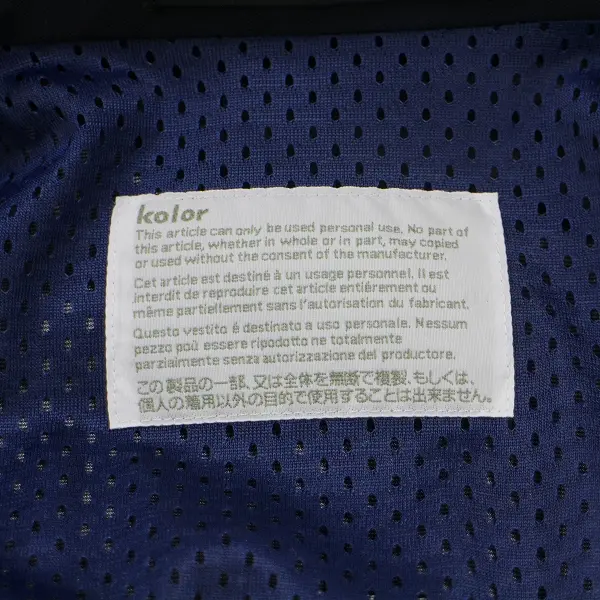 kolor
This article can only be used personal use. No part of
this article, whether in whole or in part, may copied
or used without the consent of the manufacturer.
Cet article est destiné à un usage personnel. Il est
interdit de reproduire cet article entiérement ou
même partiellement sans l'autorisation du fabricant.
Questo vestito é destinato a uso personale. Nessum
pezzo poü essere ripodotto ne totalmente
parzialmente senza autorizzazione del productore.
この製品の一部、又は全体を無断で複製、もしくは、
個人の着用以外の目的で使用することは出来ません。